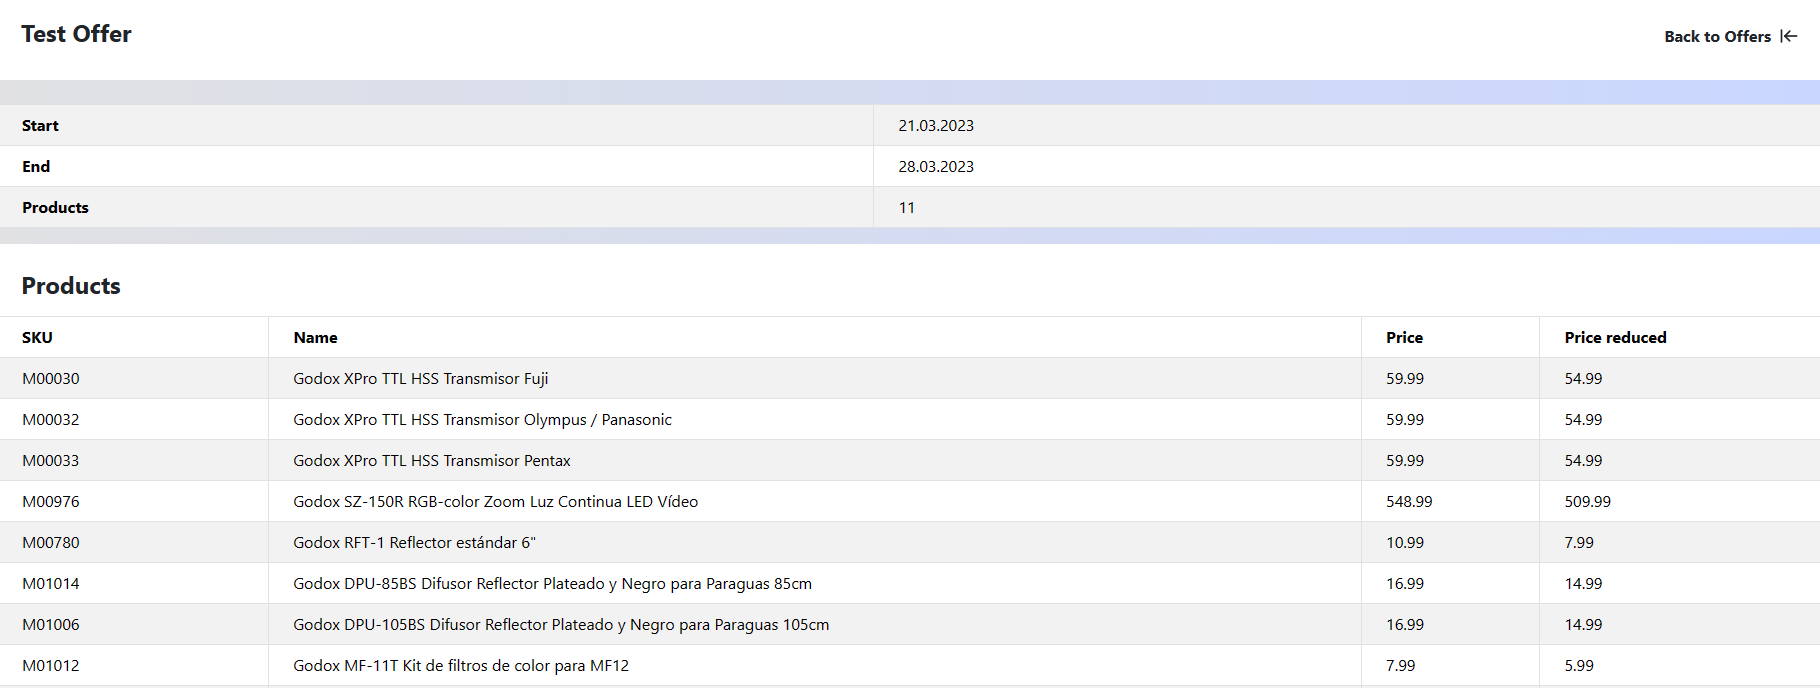 Test Offer
Back to Offers
Start 21.03.2023
End 28.03.2023
Products 11
Products
SKU Name Price Price reduced
M00030 Godox XPro TTL HSS Transmisor Fuji 59.99 54.99
M00032 Godox XPro TTL HSS Transmisor Olympus / Panasonic 59.99 54.99
M00033 Godox XPro TTL HSS Transmisor Pentax 59.99 54.99
M00976 Godox SZ-150R RGB-color Zoom Luz Continua LED Vídeo 548.99 509.99
M00780 Godox RFT-1 Reflector estándar 6" 10.99 7.99
M01014 Godox DPU-85BS Difusor Reflector Plateado y Negro para Paraguas 85cm 16.99 14.99
M01006 Godox DPU-105BS Difusor Reflector Plateado y Negro para Paraguas 105cm 16.99 14.99
M01012 Godox MF-11T Kit de filtros de color para MF12 7.99 5.99